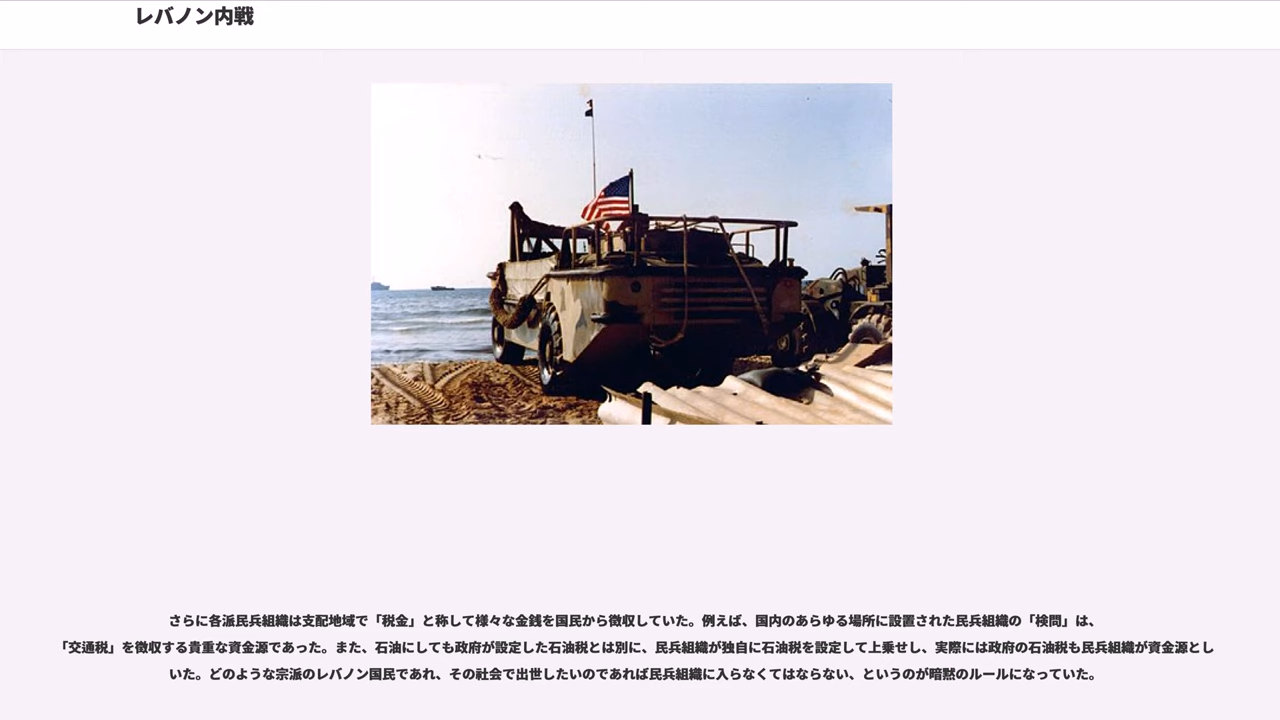 レバノン内戦
さらに各派民兵組織は支配地域で「税金」と称して様々な金銭を国民から徴収していた。例えば、国内のあらゆる場所に設置された民兵組織の「検問」は、
「交通税」を徴収する貴重な資金源であった。また、石油にしても政府が設定した石油税とは別に、民兵組織が独自に石油税を設定して上乗せし、実際には政府の石油税も民兵組織が資金源とし
いた。どのような宗派のレバノン国民であれ、その社会で出世したいのであれば民兵組織に入らなくてはならない、というのが暗黙のルールになっていた。